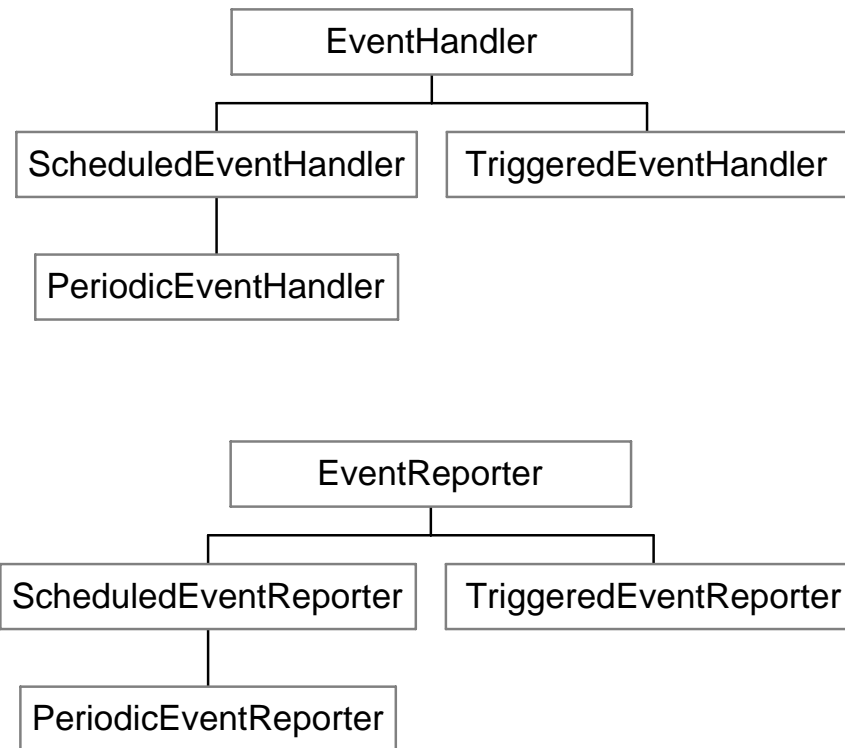 EventHandler
ScheduledEventHandler
TriggeredEventHandler
PeriodicEventHandler
EventReporter
ScheduledEventReporter
TriggeredEventReporter
PeriodicEventReporter